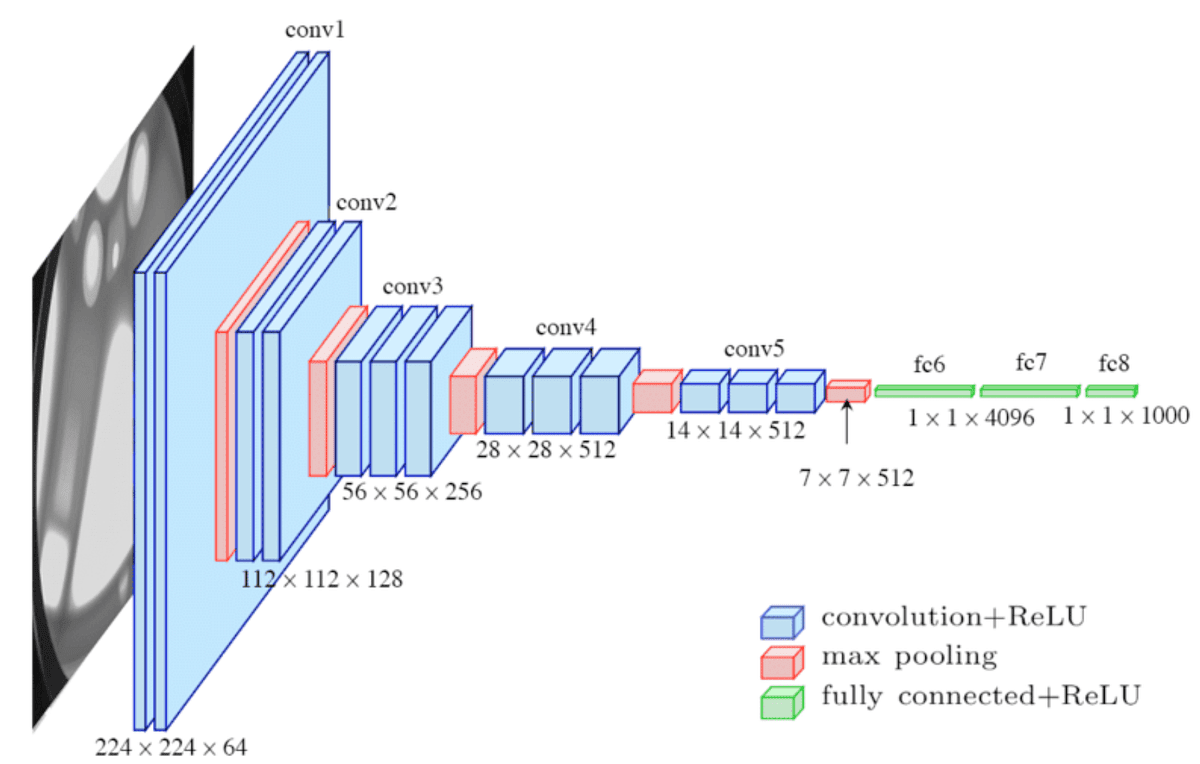 conv1
conv2
conv3
conv4
conv5
fc6
fc7
fc8
1 × 1 × 4096
1 × 1 × 1000
14 × 14 × 512
28 × 28 × 512
7 × 7 × 512
56 × 56 × 256
112 × 112 × 128
224 × 224 × 64
convolution+ReLU
max pooling
fully connected+ReLU